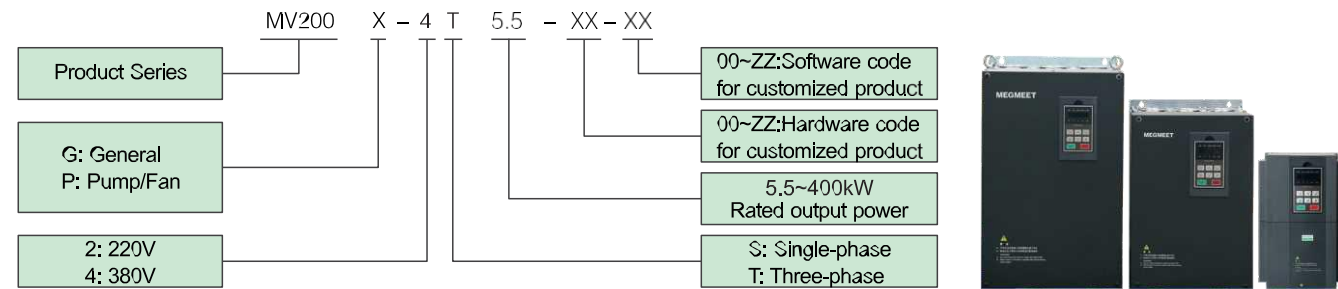 MV200 X – 4 T 5.5 – XX – XX
Product Series
G: General
P: Pump/Fan
2: 220V
4: 380V
00~ZZ:Software code
for customized product
00~ZZ:Hardware code
for customized product
5.5~400kW
Rated output power
S: Single-phase
T: Three-phase
MEGMEET
MEGMEET